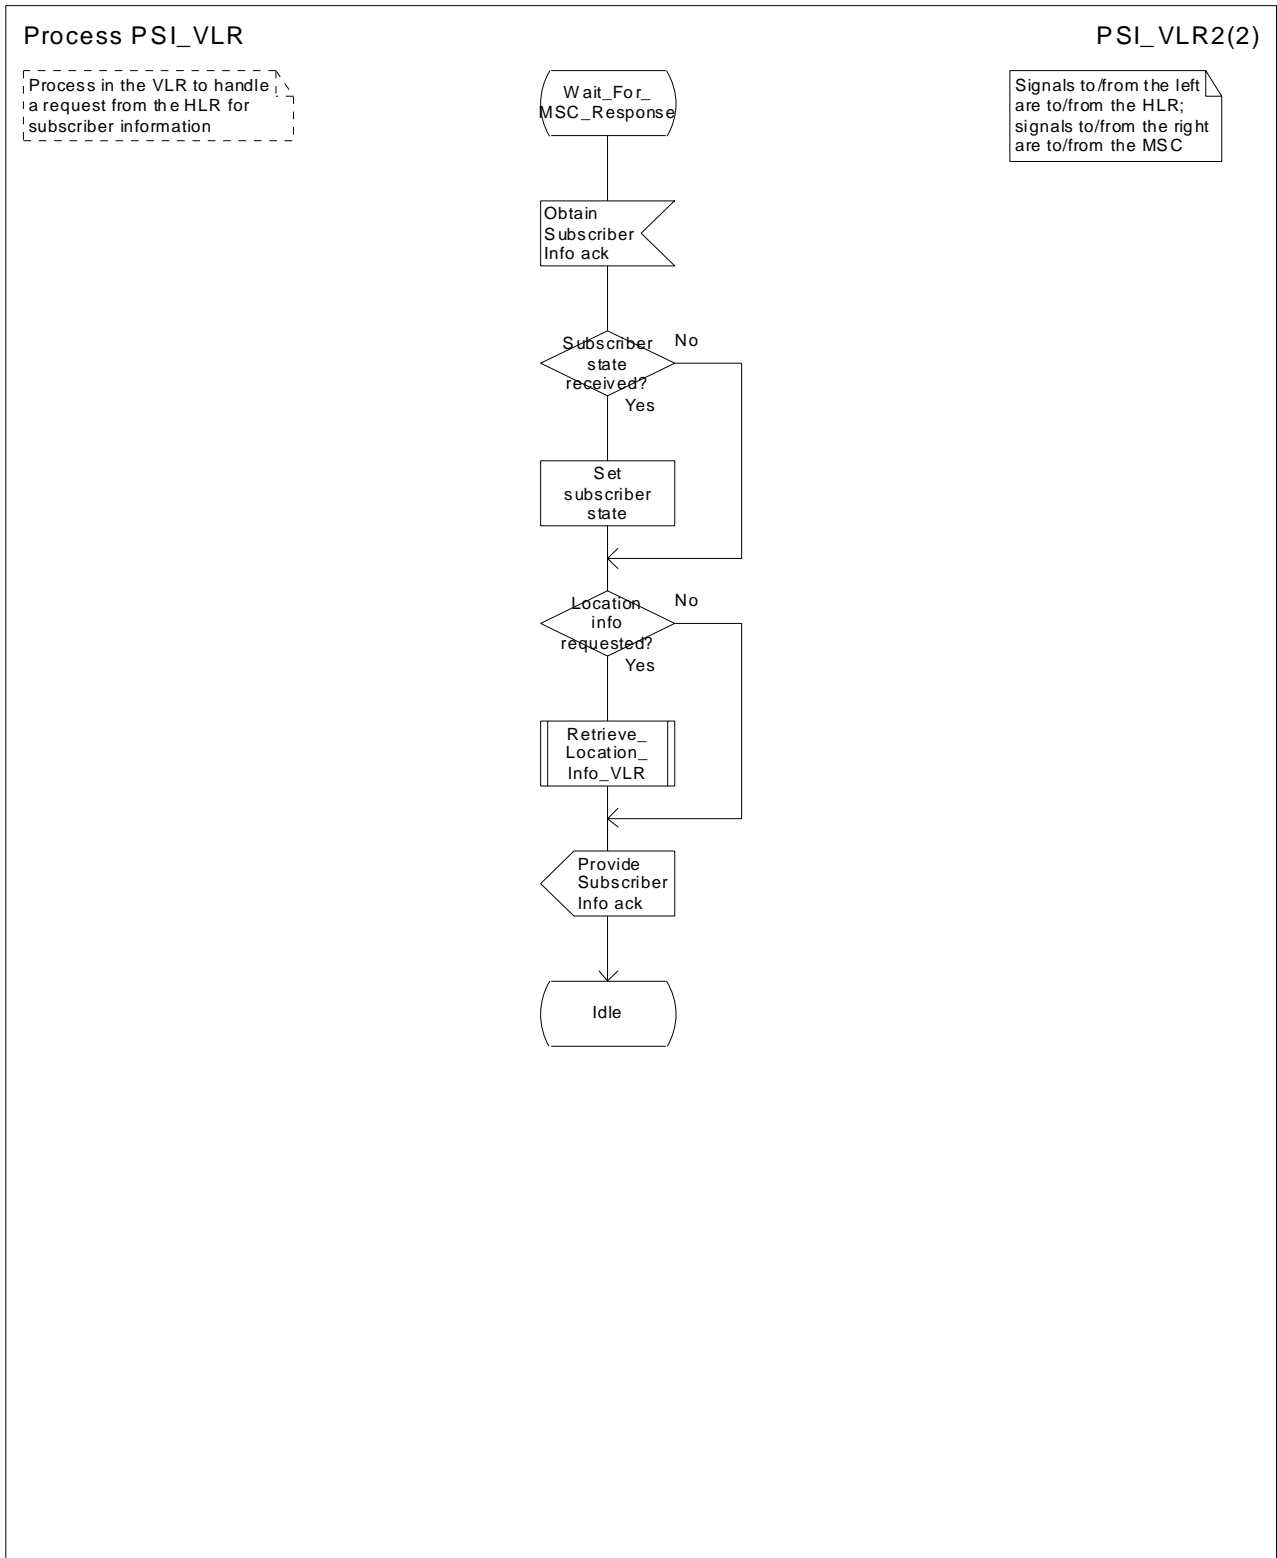 Process PSI_VLR
PSI_VLR2(2)
Process in the VLR to handle
a request from the HLR for
subscriber information
Signals to/from the left
are to/from the HLR;
signals to/from the right
are to/from the MSC
Wait_For_
MSC_Response
Obtain
Subscriber
Info ack
Subscriber
state
received?
No
Yes
Set
subscriber
state
Location
info
requested?
No
Yes
Retrieve_
Location_
Info_VLR
Provide
Subscriber
Info ack
Idle